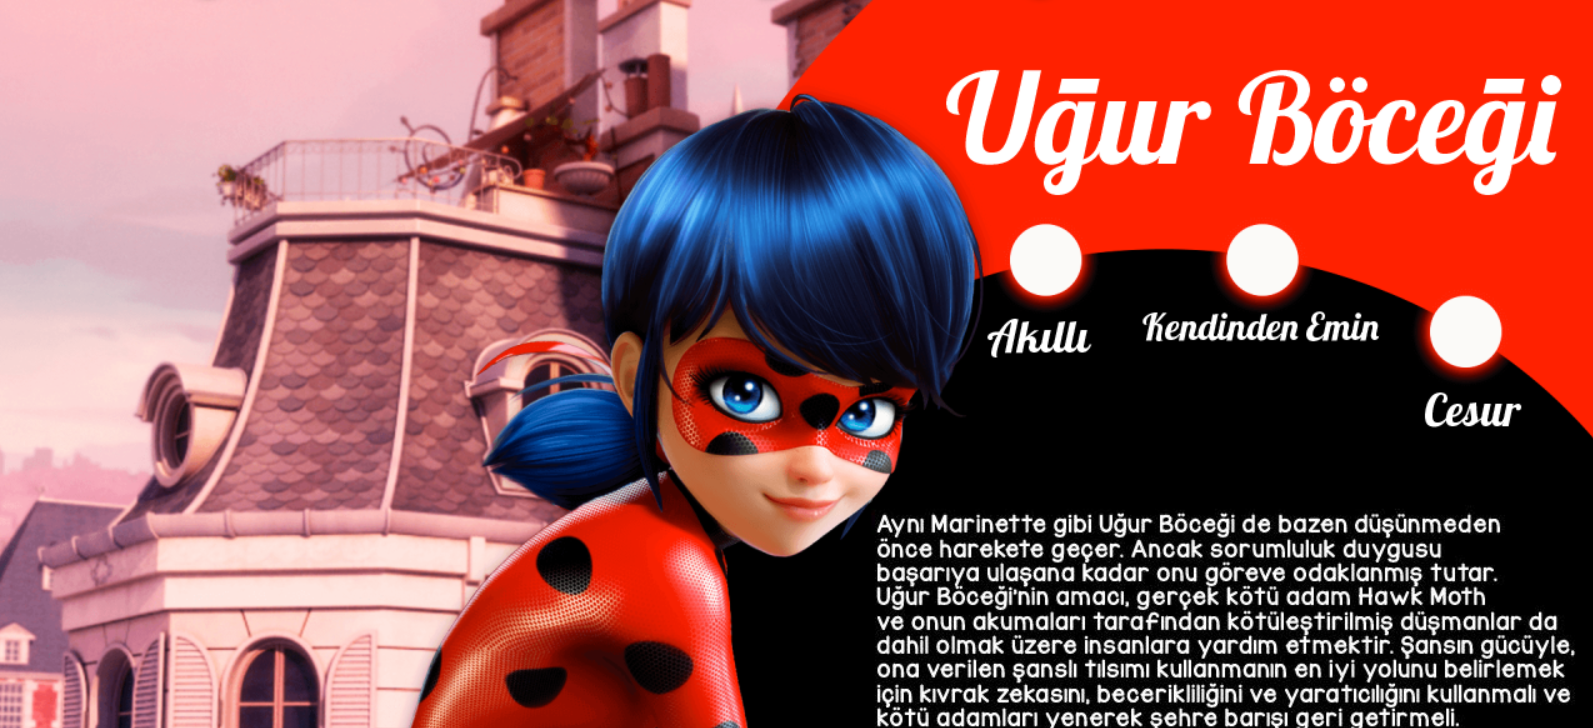 Uğur Böceği
Akıllı
Kendinden Emin
Cesur
Aynı Marinette gibi Uğur Böceği de bazen düşünmeden
önce harekete geçer. Ancak sorumluluk duygusu
başarıya ulaşana kadar onu göreve odaklanmış tutar.
Uğur Böceği'nin amacı, gerçek kötü adam Hawk Moth
ve onun akumaları tarafından kötüleştirilmiş düşmanlar da
dahil olmak üzere insanlara yardım etmektir. Şansın gücüyle,
ona verilen şanslı tılsımı kullanmanın en iyi yolunu belirlemek
için kıvrak zekasını, becerikliliğini ve yaratıcılığını kullanmalı ve
kötü adamları yenerek şehre barışı geri getirmeli.